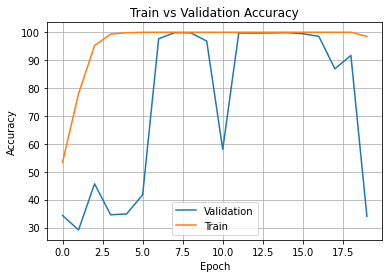 Train vs Validation Accuracy
100
90
80
70
60
50
40
30
Accuracy
0.0 2.5 5.0 7.5 10.0 12.5 15.0 17.5
Epoch
Validation
Train